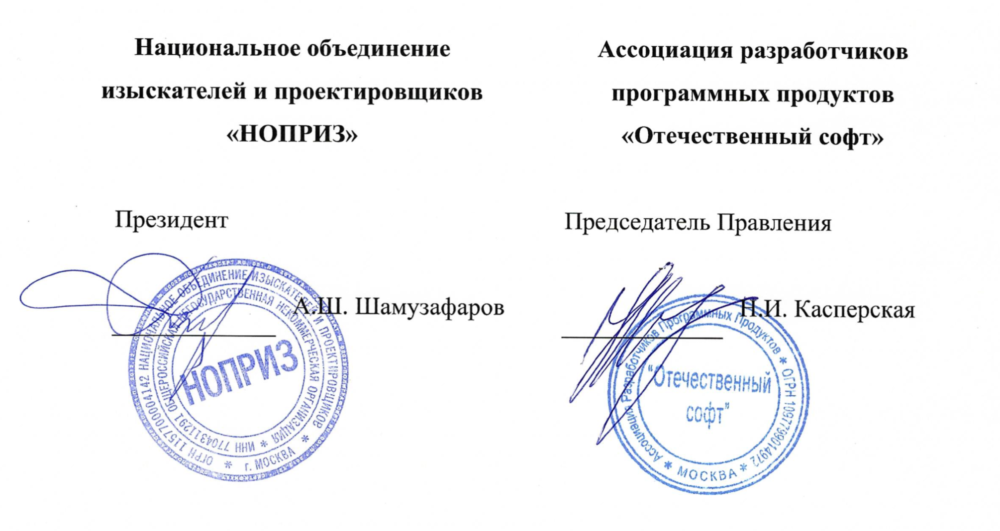 Национальное объединение
изыскателей и проектировщиков
«НОПРИЗ»
Президент
А.Ш. Шамузафаров
НАЦИОНАЛЬНОЕ ОБЪЕДИНЕНИЕ ИЗЫСКАТЕЛЕЙ И ПРОЕКТИРОВЩИКОВ * г. МОСКВА * ОГРН 1157700004142
ОБЩЕРОССИЙСКАЯ НЕГОСУДАРСТВЕННАЯ НЕКОММЕРЧЕСКАЯ ОРГАНИЗАЦИЯ * ИНН 7704311291
НОПРИЗ
Ассоциация разработчиков
программных продуктов
«Отечественный софт»
Председатель Правления
Н.И. Касперская
Ассоциация Разработчиков Программных Продуктов * ОГРН 1097799014972 * МОСКВА *
"Отечественный
софт"